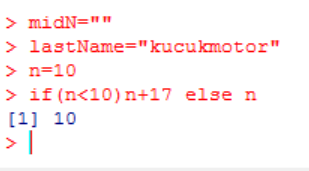 > midN=""
> lastName="kucukmotor"
> n=10
> if(n<10)n+17 else n
[1] 10
>